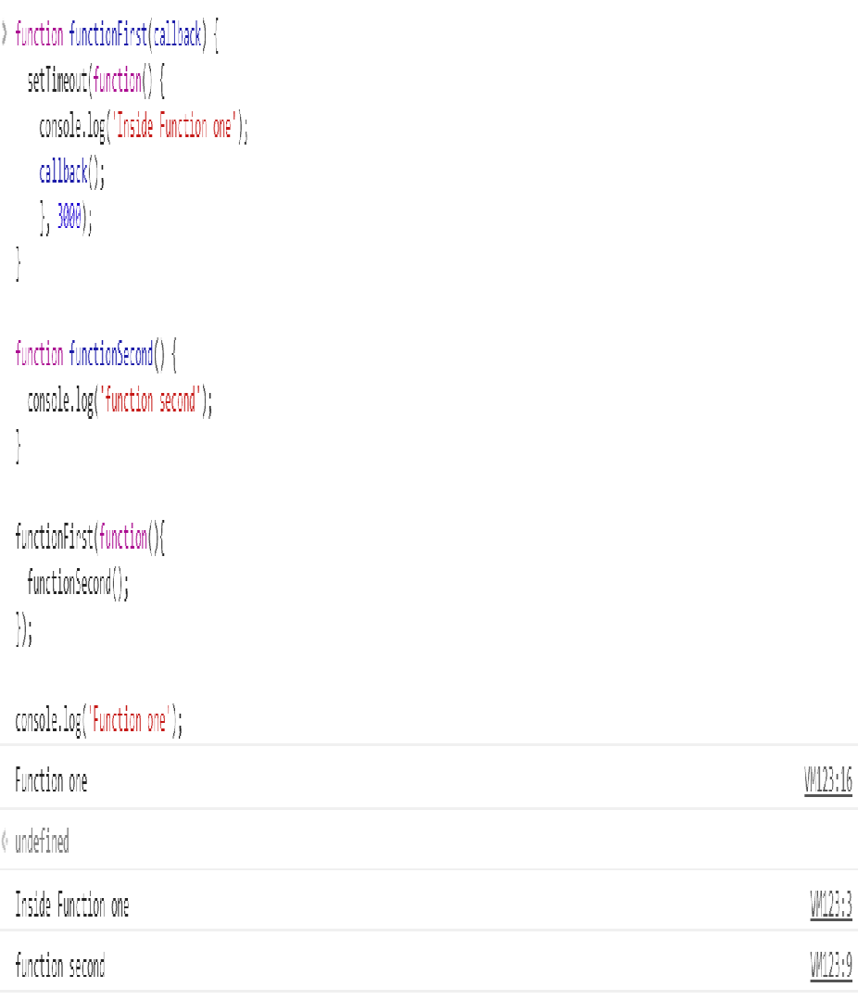 function functionFirst(callback) {
setTimeout(function() {
console.log('Inside Function one');
callback();
}, 3000);
}
function functionSecond() {
console.log('function second');
}
functionFirst(function(){
functionSecond();
});
console.log('Function one');
Function one VM123:16
undefined
Inside Function one VM123:3
function second VM123:9